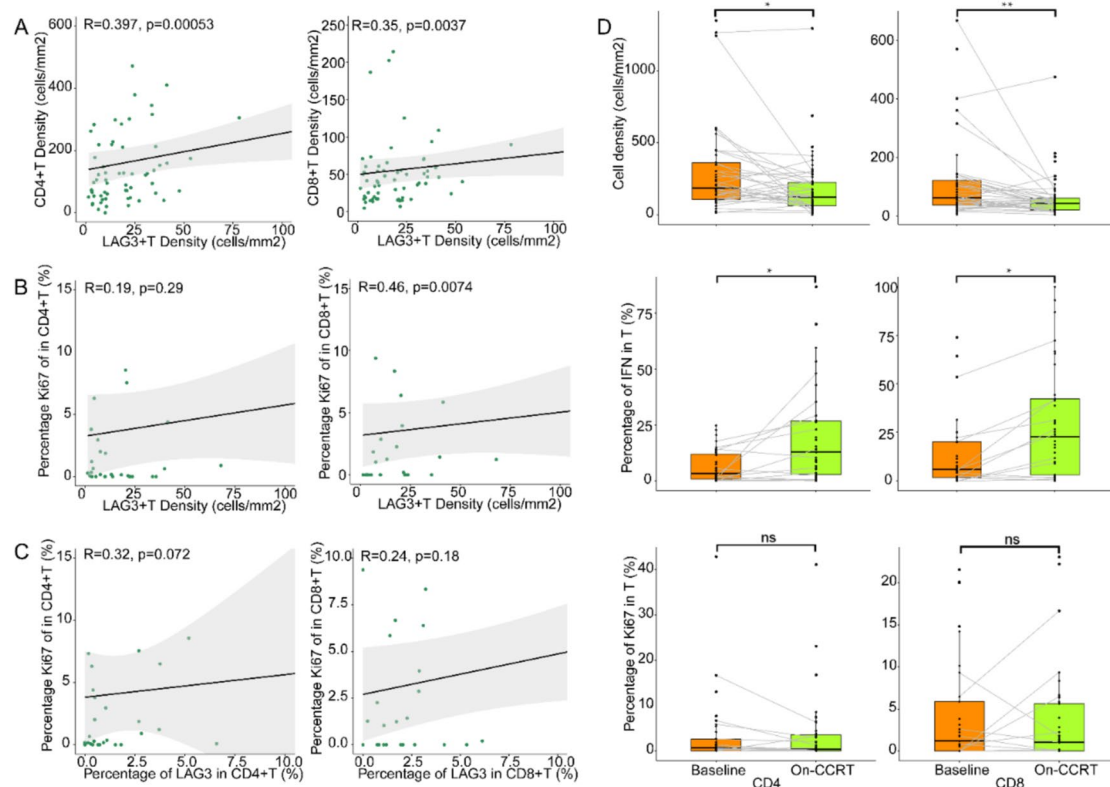 A
R=0.397, p=0.00053
CD4+T Density (cells/mm2)
600
400
200
0
0 25 50 75 100
LAG3+T Density (cells/mm2)
R=0.35, p=0.0037
CD8+T Density (cells/mm2)
250
200
150
100
50
0
0 25 50 75 100
LAG3+T Density (cells/mm2)
B
R=0.19, p=0.29
Percentage Ki67 of in CD4+T (%)
15
10
5
0
0 25 50 75 100
LAG3+T Density (cells/mm2)
R=0.46, p=0.0074
Percentage Ki67 of in CD8+T (%)
15
10
5
0
0 25 50 75 100
LAG3+T Density (cells/mm2)
C
R=0.32, p=0.072
Percentage Ki67 of in CD4+T (%)
15
10
5
0
0.0 2.5 5.0 7.5 10.0
Percentage of LAG3 in CD4+T (%)
R=0.24, p=0.18
Percentage Ki67 of in CD8+T (%)
10.0
7.5
5.0
2.5
0.0
0.0 2.5 5.0 7.5 10.0
Percentage of LAG3 in CD8+T (%)
D
Cell density (cells/mm2)
*
1000
500
0
**
600
500
400
300
200
100
0
Percentage of IFN in T (%)
*
75
50
25
0
*
100
75
50
25
0
Percentage of Ki67 in T (%)
ns
40
30
20
10
0
Baseline On-CCRT
CD4
ns
20
15
10
5
0
Baseline On-CCRT
CD8